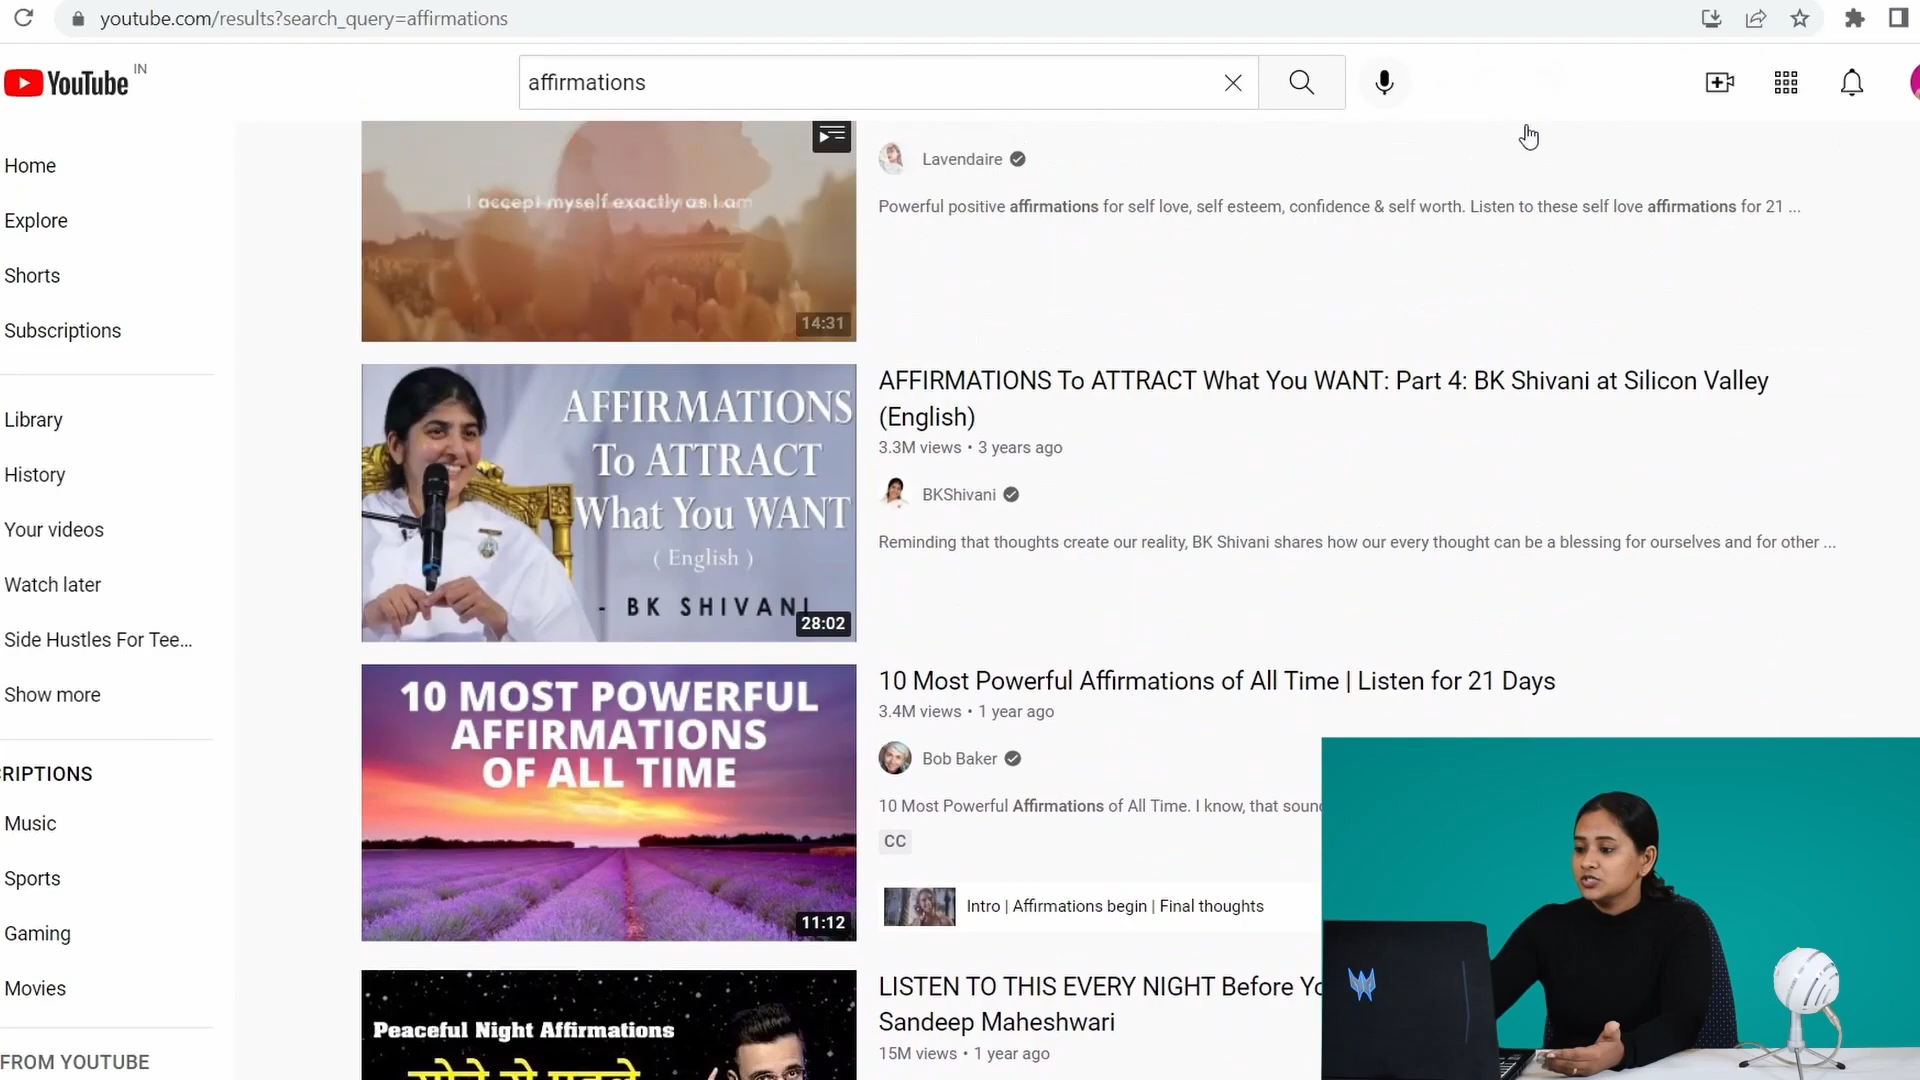 youtube.com/results?search_query=affirmations
YouTube IN
affirmations
Home
Explore
Shorts
Subscriptions
Library
History
Your videos
Watch later
Side Hustles For Tee...
Show more
RIPTIONS
Music
Sports
Gaming
Movies
FROM YOUTUBE
I accept myself exactly as I am
14:31
Lavendaire
Powerful positive affirmations for self love, self esteem, confidence & self worth. Listen to these self love affirmations for 21 ...
AFFIRMATIONS
To ATTRACT
What You WANT
( English )
- BK SHIVANI
28:02
AFFIRMATIONS To ATTRACT What You WANT: Part 4: BK Shivani at Silicon Valley
(English)
3.3M views • 3 years ago
BKShivani
Reminding that thoughts create our reality, BK Shivani shares how our every thought can be a blessing for ourselves and for other ...
10 MOST POWERFUL
AFFIRMATIONS
OF ALL TIME
11:12
10 Most Powerful Affirmations of All Time | Listen for 21 Days
3.4M views • 1 year ago
Bob Baker
10 Most Powerful Affirmations of All Time. I know, that soun
CC
Intro | Affirmations begin | Final thoughts
Peaceful Night Affirmations
सोने से पहले
LISTEN TO THIS EVERY NIGHT Before Yo
Sandeep Maheshwari
15M views • 1 year ago